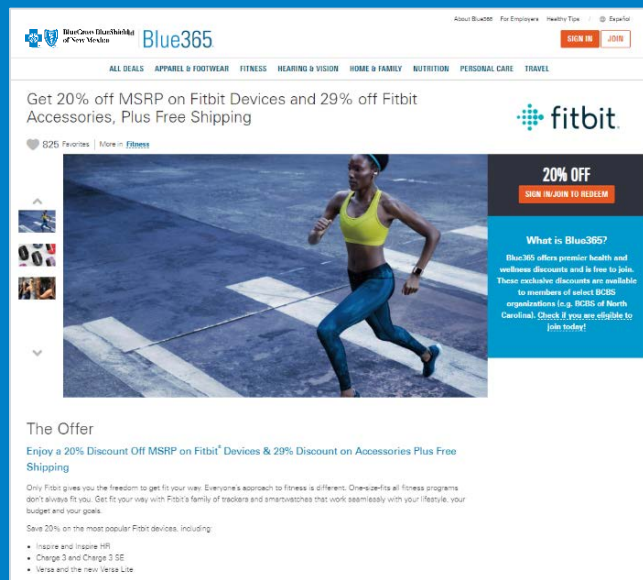 About Blue365 For Employers Healthy Tips Español
BlueCross BlueShield
of New Mexico
Blue365.
SIGN IN JOIN
ALL DEALS APPAREL & FOOTWEAR FITNESS HEARING & VISION HOME & FAMILY NUTRITION PERSONAL CARE TRAVEL
Get 20% off MSRP on Fitbit Devices and 29% off Fitbit
Accessories, Plus Free Shipping
825 Favorites | More in Fitness
fitbit.
20% OFF
SIGN IN/JOIN TO REDEEM
What is Blue365?
Blue365 offers premier health and
wellness discounts and is free to join.
These exclusive discounts are available
to members of select BCBS
organizations (e.g. BCBS of North
Carolina). Check if you are eligible to
join today!
The Offer
Enjoy a 20% Discount Off MSRP on Fitbit® Devices & 29% Discount on Accessories Plus Free
Shipping
Only Fitbit gives you the freedom to get fit your way. Everyone's approach to fitness is different. One-size-fits all fitness programs
don't always fit you. Get fit your way with Fitbit's family of trackers and smartwatches that work seamlessly with your lifestyle, your
budget and your goals.
Save 20% on the most popular Fitbit devices, including:
• Inspire and Inspire HR
• Charge 3 and Charge 3 SE
• Versa and the new Versa Lite